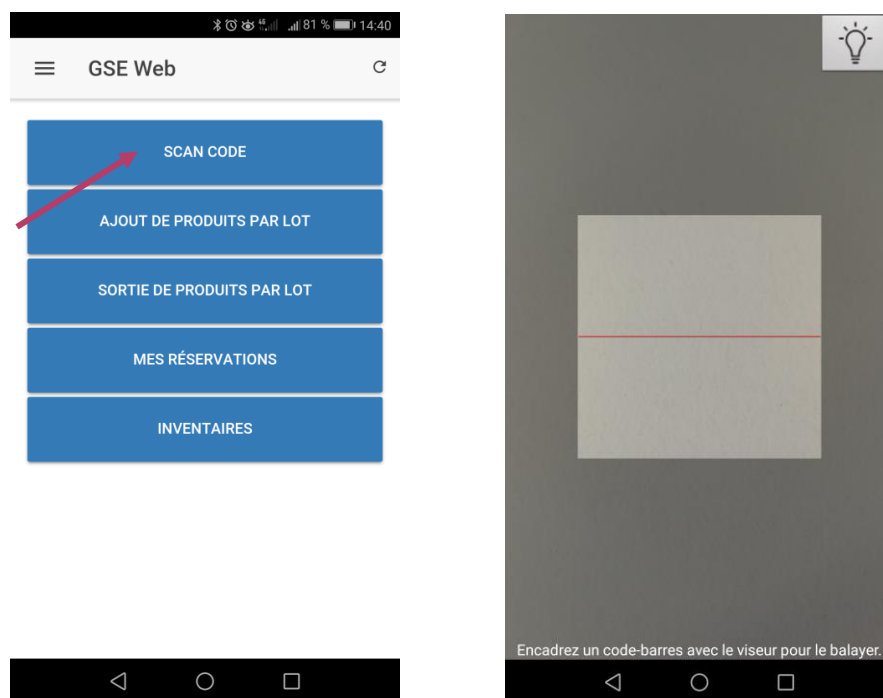 81 % 14:40
GSE Web
SCAN CODE
AJOUT DE PRODUITS PAR LOT
SORTIE DE PRODUITS PAR LOT
MES RÉSERVATIONS
INVENTAIRES
Encadrez un code-barres avec le viseur pour le balayer.